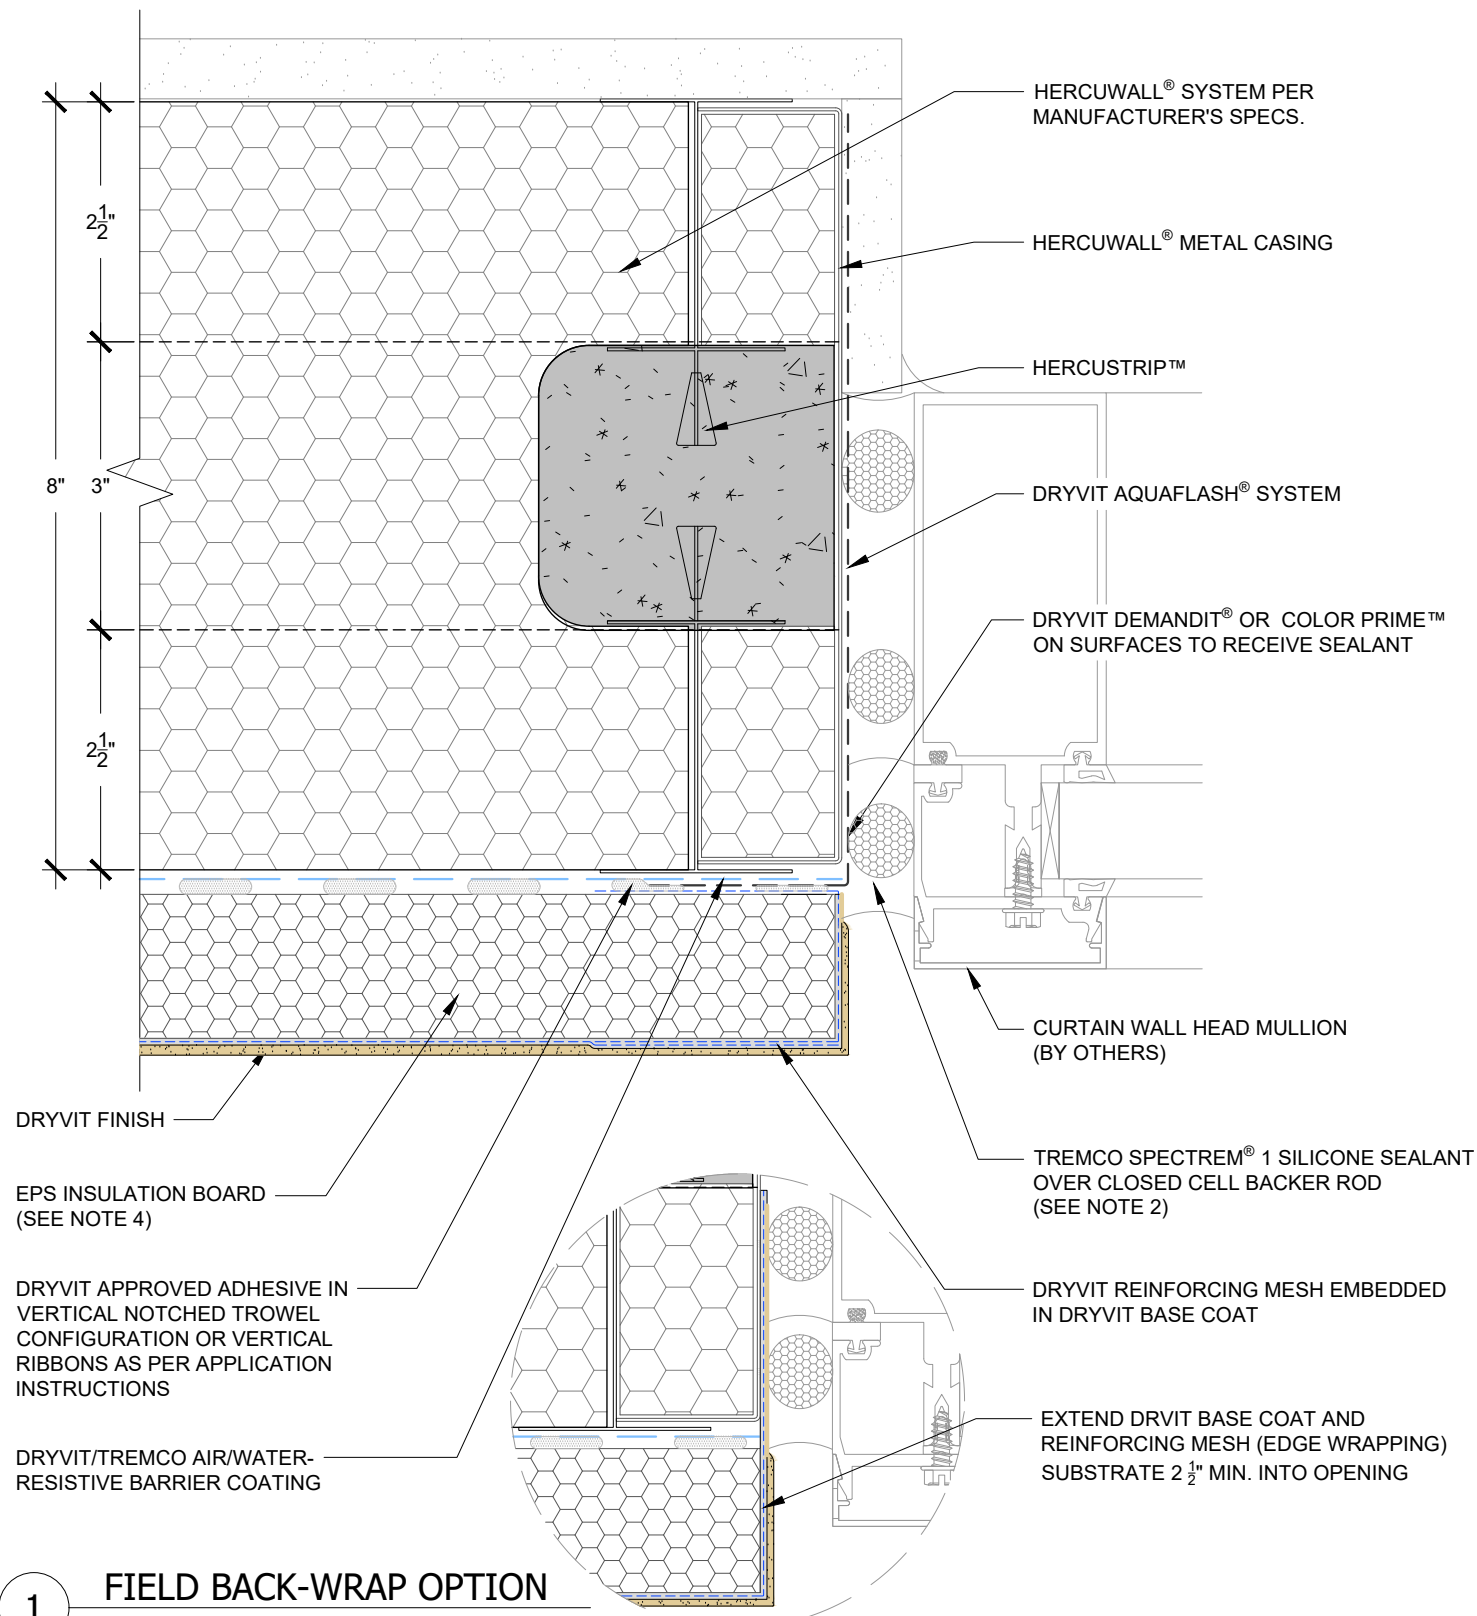 HERCUWALL® SYSTEM PER
MANUFACTURER'S SPECS.
HERCUWALL® METAL CASING
HERCUSTRIP™
DRYVIT AQUAFLASH® SYSTEM
DRYVIT DEMANDIT® OR COLOR PRIME™
ON SURFACES TO RECEIVE SEALANT
2 1/2"
8"
3"
2 1/2"
CURTAIN WALL HEAD MULLION
(BY OTHERS)
TREMCO SPECTREM® 1 SILICONE SEALANT
OVER CLOSED CELL BACKER ROD
(SEE NOTE 2)
DRYVIT REINFORCING MESH EMBEDDED
IN DRYVIT BASE COAT
EXTEND DRVIT BASE COAT AND
REINFORCING MESH (EDGE WRAPPING)
SUBSTRATE 2 1/2" MIN. INTO OPENING
DRYVIT FINISH
EPS INSULATION BOARD
(SEE NOTE 4)
DRYVIT APPROVED ADHESIVE IN
VERTICAL NOTCHED TROWEL
CONFIGURATION OR VERTICAL
RIBBONS AS PER APPLICATION
INSTRUCTIONS
DRYVIT/TREMCO AIR/WATER-
RESISTIVE BARRIER COATING
1
FIELD BACK-WRAP OPTION